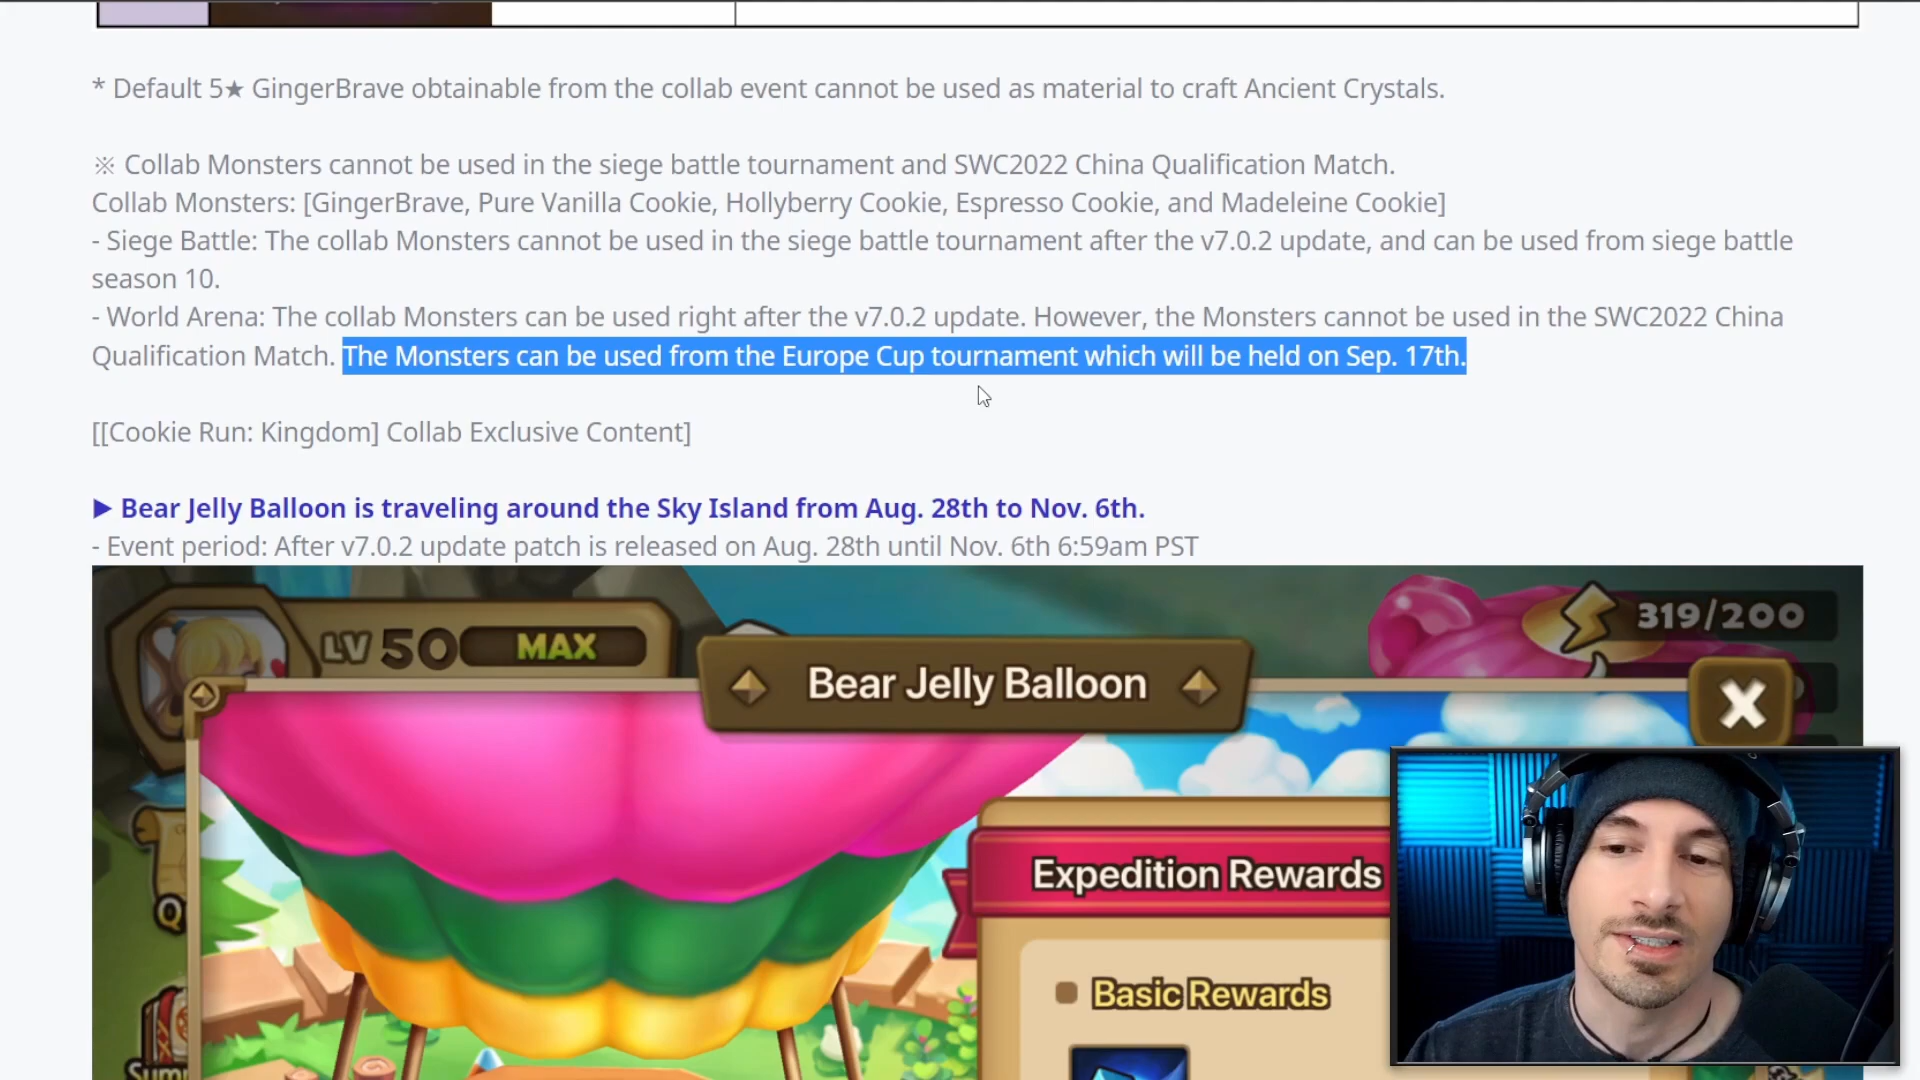 * Default 5★ GingerBrave obtainable from the collab event cannot be used as material to craft Ancient Crystals.
※ Collab Monsters cannot be used in the siege battle tournament and SWC2022 China Qualification Match.
Collab Monsters: [GingerBrave, Pure Vanilla Cookie, Hollyberry Cookie, Espresso Cookie, and Madeleine Cookie]
- Siege Battle: The collab Monsters cannot be used in the siege battle tournament after the v7.0.2 update, and can be used from siege battle
season 10.
- World Arena: The collab Monsters can be used right after the v7.0.2 update. However, the Monsters cannot be used in the SWC2022 China
Qualification Match. The Monsters can be used from the Europe Cup tournament which will be held on Sep. 17th.
[[Cookie Run: Kingdom] Collab Exclusive Content]
▶ Bear Jelly Balloon is traveling around the Sky Island from Aug. 28th to Nov. 6th.
- Event period: After v7.0.2 update patch is released on Aug. 28th until Nov. 6th 6:59am PST
LV 50 MAX
319/200
Bear Jelly Balloon
X
Expedition Rewards
Basic Rewards